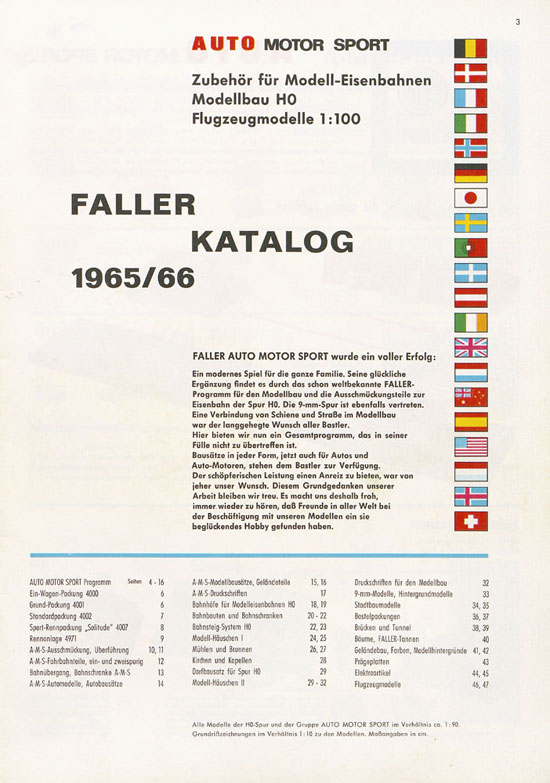 3
AUTO MOTOR SPORT
Zubehör für Modell-Eisenbahnen
Modellbau H0
Flugzeugmodelle 1:100
FALLER
KATALOG
1965/66
FALLER AUTO MOTOR SPORT wurde ein voller Erfolg:
Ein modernes Spiel für die ganze Familie. Seine glückliche
Ergänzung findet es durch das schon weltbekannte FALLER-
Programm für den Modellbau und die Ausschmückungsteile zur
Eisenbahn der Spur H0. Die 9-mm-Spur ist ebenfalls vertreten.
Eine Verbindung von Schiene und Straße im Modellbau
war der langgehegte Wunsch aller Bastler.
Hier bieten wir nun ein Gesamtprogramm, das in seiner
Fülle nicht zu übertreffen ist.
Bausätze in jeder Form, jetzt auch für Autos und
Auto-Motoren, stehen dem Bastler zur Verfügung.
Der schöpferischen Leistung einen Anreiz zu bieten, war von
jeher unser Wunsch. Diesem Grundgedanken unserer
Arbeit bleiben wir treu. Es macht uns deshalb froh,
immer wieder zu hören, daß Freunde in aller Welt bei
der Beschäftigung mit unseren Modellen ein sie
beglückendes Hobby gefunden haben.
AUTO MOTOR SPORT Programm Seiten 4 - 16
Ein-Wagen-Packung 4000 6
Grund-Packung 4001 6
Standardpackung 4002 7
Sport-Rennpackung „Solitude" 4007 8
Rennanlage 4971 9
A-M-S-Ausschmückung, Überführung 10, 11
A-M-S-Fahrbahnteile, ein- und zweispurig 12
Bahnübergang, Bahnschranke A-M-S 13
A-M-S-Automodelle, Autobausätze 14
A-M-S-Modellbausätze, Geländeteile 15, 16
A-M-S-Druckschriften 17
Bahnhöfe für Modelleisenbahnen H0 18, 19
Bahnbauten und Bahnschranken 20 - 22
Bahnsteig-System H0 22, 23
Modell-Häuschen I 24, 25
Mühlen und Brunnen 26, 27
Kirchen und Kapellen 28
Dorfbausatz für Spur H0 29
Modell-Häuschen II 29 - 32
Druckschriften für den Modellbau 32
9-mm-Modelle, Hintergrundmodelle 33
Stadtbaumodelle 34, 35
Bastelpackungen 36, 37
Brücken und Tunnel 38, 39
Bäume, FALLER-Tannen 40
Geländebau, Farben, Modellhintergründe 41, 42
Prägeplatten 43
Elektroartikel 44, 45
Flugzeugmodelle 46, 47
Alle Modelle der H0-Spur und der Gruppe AUTO MOTOR SPORT im Verhältnis ca. 1:90.
Grundrißzeichnungen im Verhältnis 1:10 zu den Modellen. Maßangaben in cm.